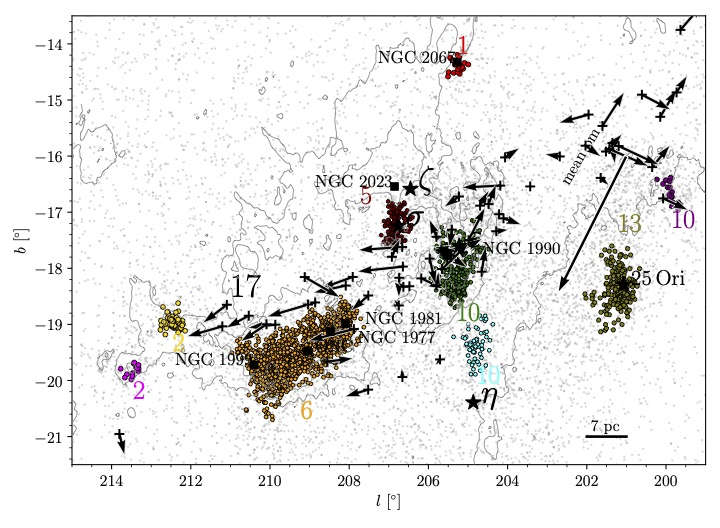 −14
−15
−16
−17
−18
−19
−20
−21
b [°]
214
212
210
208
206
204
202
200
l [°]
1
NGC 2067
mean pm
NGC 2023
ζ
5
σ
10
13
NGC 1990
25 Ori
17
10
NGC 1981
NGC 1977
2
NGC 1999
2
6
η
7 pc